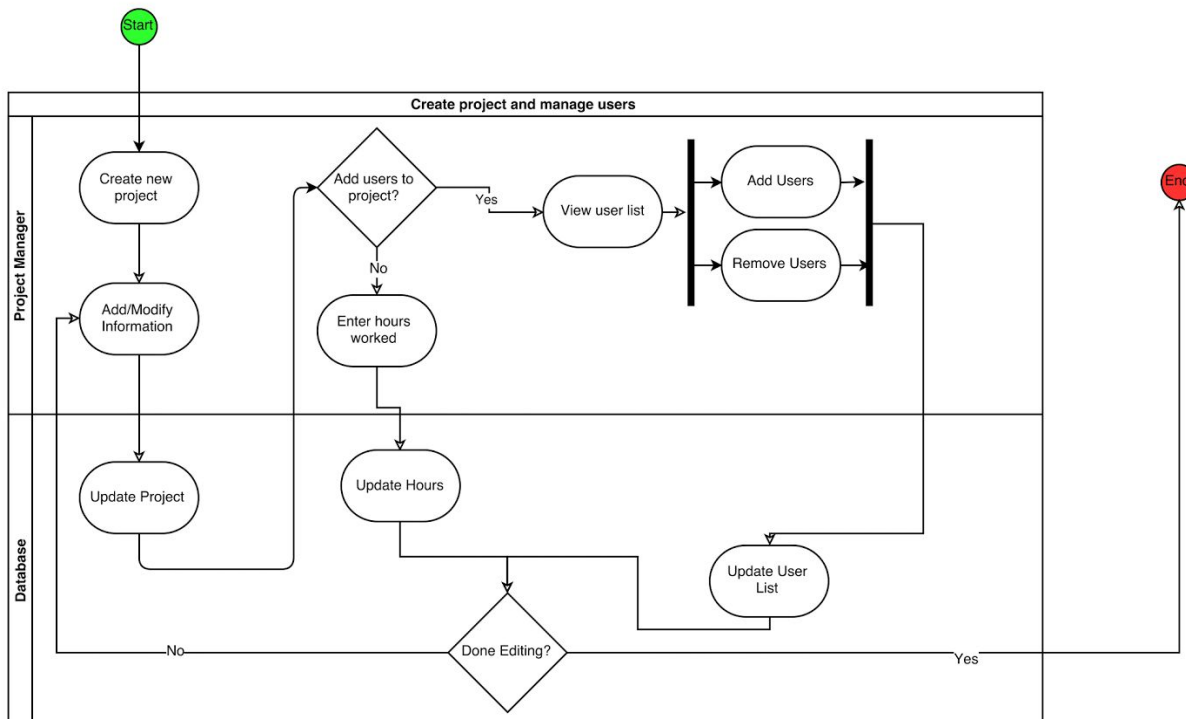 Start
Create project and manage users
Project Manager
Create new
project
Add users to
project?
Yes
View user list
Add Users
Remove Users
End
No
Add/Modify
Information
Enter hours
worked
Database
Update Project
Update Hours
Update User
List
Done Editing?
No
Yes